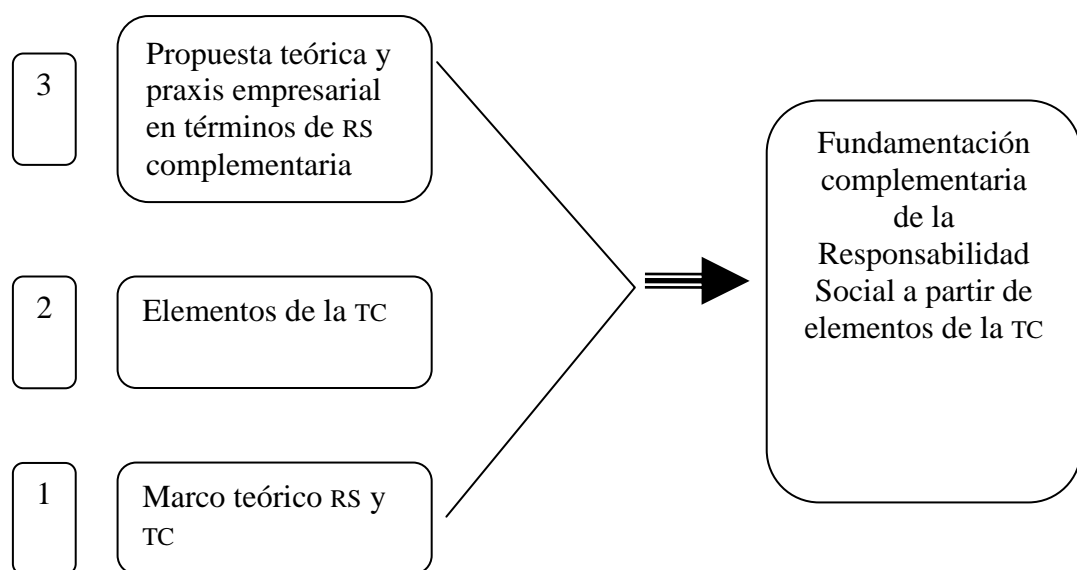 3
Propuesta teórica y
praxis empresarial
en términos de RS
complementaria
2
Elementos de la TC
1
Marco teórico RS y
TC
Fundamentación
complementaria
de la
Responsabilidad
Social a partir de
elementos de la TC